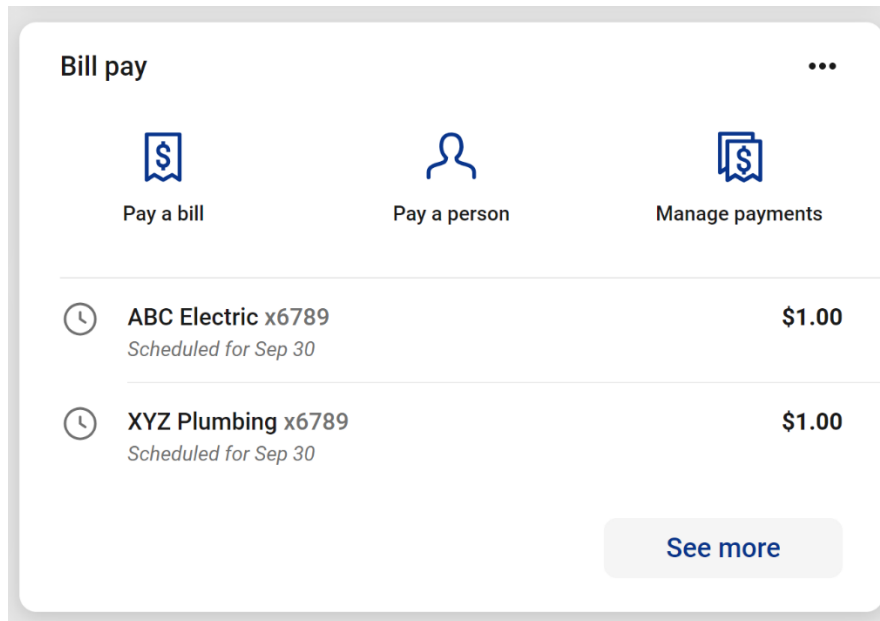 Bill pay
Pay a bill
Pay a person
Manage payments
ABC Electric x6789
$1.00
Scheduled for Sep 30
XYZ Plumbing x6789
$1.00
Scheduled for Sep 30
See more